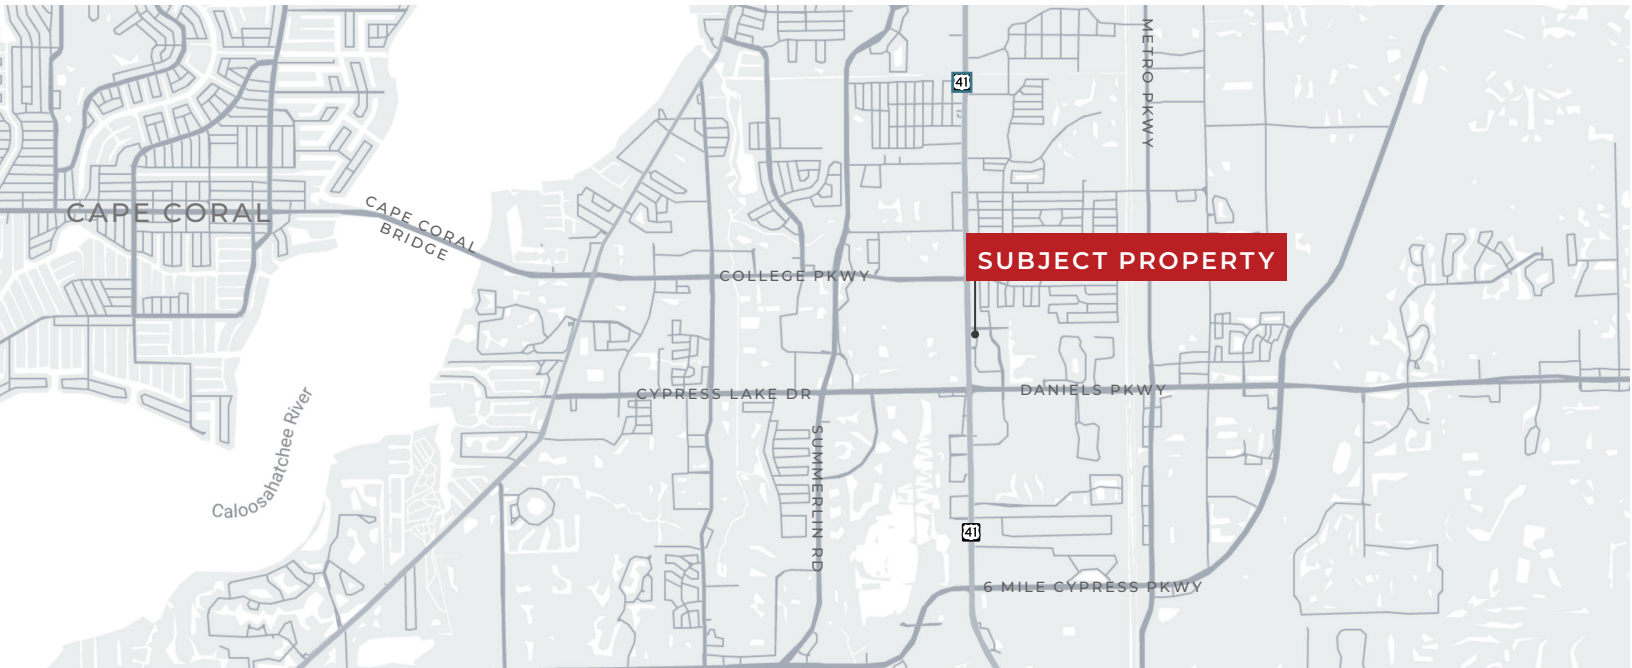 METRO PKWY
41
CAPE CORAL
CAPE CORAL
BRIDGE
SUBJECT PROPERTY
COLLEGE PKWY
DANIELS PKWY
CYPRESS LAKE DR
Caloosahatchee River
SUMMERLIN RD
41
6 MILE CYPRESS PKWY